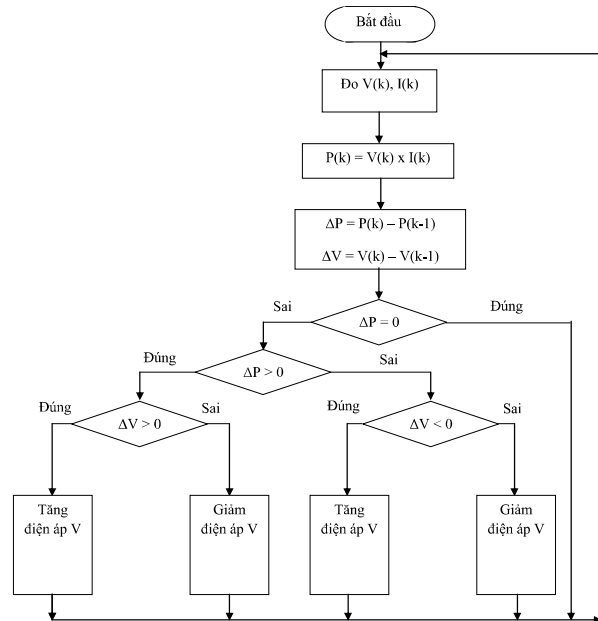 Bắt đầu
Đo V(k), I(k)
P(k) = V(k) x I(k)
ΔP = P(k) – P(k-1)
ΔV = V(k) – V(k-1)
Sai
Đúng
ΔP = 0
Đúng
Sai
ΔP > 0
Đúng
Sai
Đúng
Sai
ΔV > 0
ΔV < 0
Tăng
điện áp V
Giảm
điện áp V
Tăng
điện áp V
Giảm
điện áp V